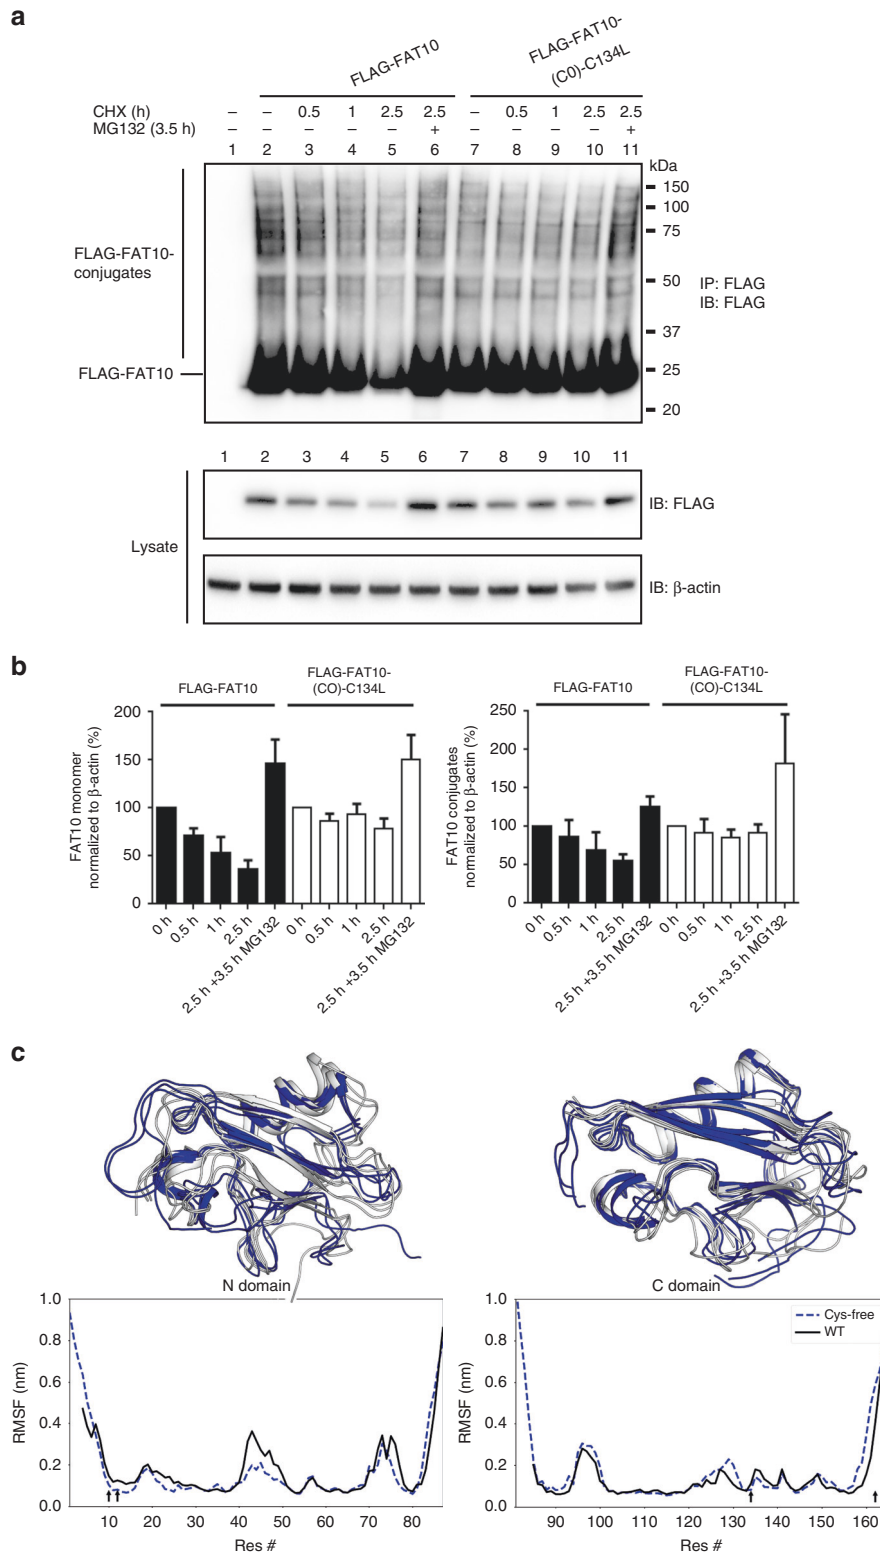 a
FLAG-FAT10
FLAG-FAT10-
(C0)-C134L
CHX (h) – – 0.5 1 2.5 2.5 – 0.5 1 2.5 2.5
MG132 (3.5 h) – – – – – + – – – – +
1 2 3 4 5 6 7 8 9 10 11
kDa
150
100
75
50
37
25
20
FLAG-FAT10-
conjugates
FLAG-FAT10
IP: FLAG
IB: FLAG
1 2 3 4 5 6 7 8 9 10 11
IB: FLAG
Lysate
IB: β-actin
b
FLAG-FAT10
FLAG-FAT10-
(CO)-C134L
FAT10 monomer
normalized to β-actin (%)
200
150
100
50
0
0 h
0.5 h
1 h
2.5 h
2.5 h +3.5 h MG132
0 h
0.5 h
1 h
2.5 h
2.5 h +3.5 h MG132
FLAG-FAT10
FLAG-FAT10-
(CO)-C134L
FAT10 conjugates
normalized to β-actin (%)
250
200
150
100
50
0
0 h
0.5 h
1 h
2.5 h
2.5 h +3.5 h MG132
0 h
0.5 h
1 h
2.5 h
2.5 h +3.5 h MG132
c
N domain
RMSF (nm)
1.0
0.8
0.6
0.4
0.2
0.0
10 20 30 40 50 60 70 80
Res #
C domain
Cys-free
WT
RMSF (nm)
1.0
0.8
0.6
0.4
0.2
0.0
90 100 110 120 130 140 150 160
Res #